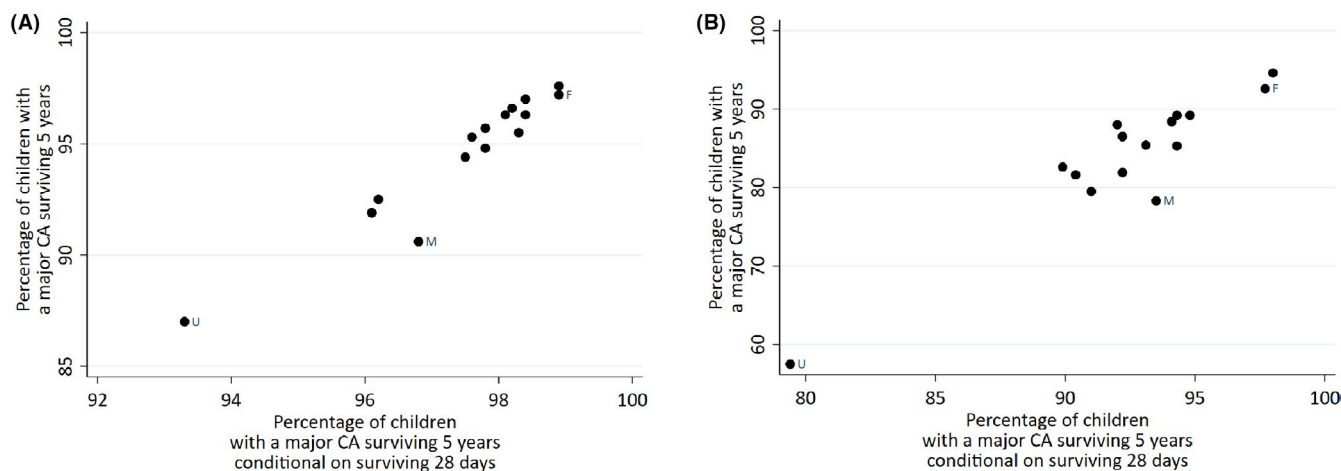 (A)
Percentage of children with
a major CA surviving 5 years
100
95
90
85
F
M
U
92
94
96
98
100
Percentage of children
with a major CA surviving 5 years
conditional on surviving 28 days
(B)
Percentage of children with
a major CA surviving 5 years
100
90
80
70
60
F
M
U
80
85
90
95
100
Percentage of children
with a major CA surviving 5 years
conditional on surviving 28 days